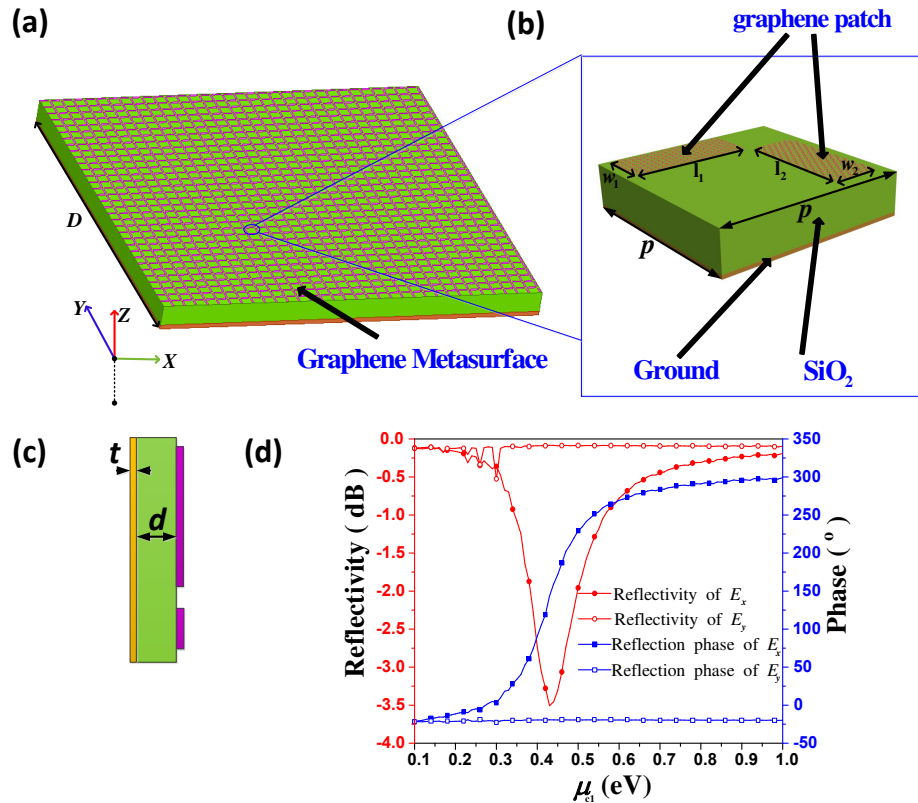 (a)
D
Y
Z
X
Graphene Metasurface
(b)
graphene patch
w₁
l₁
l₂
w₂
p
p
Ground
SiO₂
(c)
t
d
(d)
Reflectivity ( dB)
0.0
-0.5
-1.0
-1.5
-2.0
-2.5
-3.0
-3.5
-4.0
Reflectivity of Eₓ
Reflectivity of E_y
Reflection phase of Eₓ
Reflection phase of E_y
350
300
250
200
150
100
50
0
-50
Phase ( º )
0.1 0.2 0.3 0.4 0.5 0.6 0.7 0.8 0.9 1.0
μ_c1 (eV)